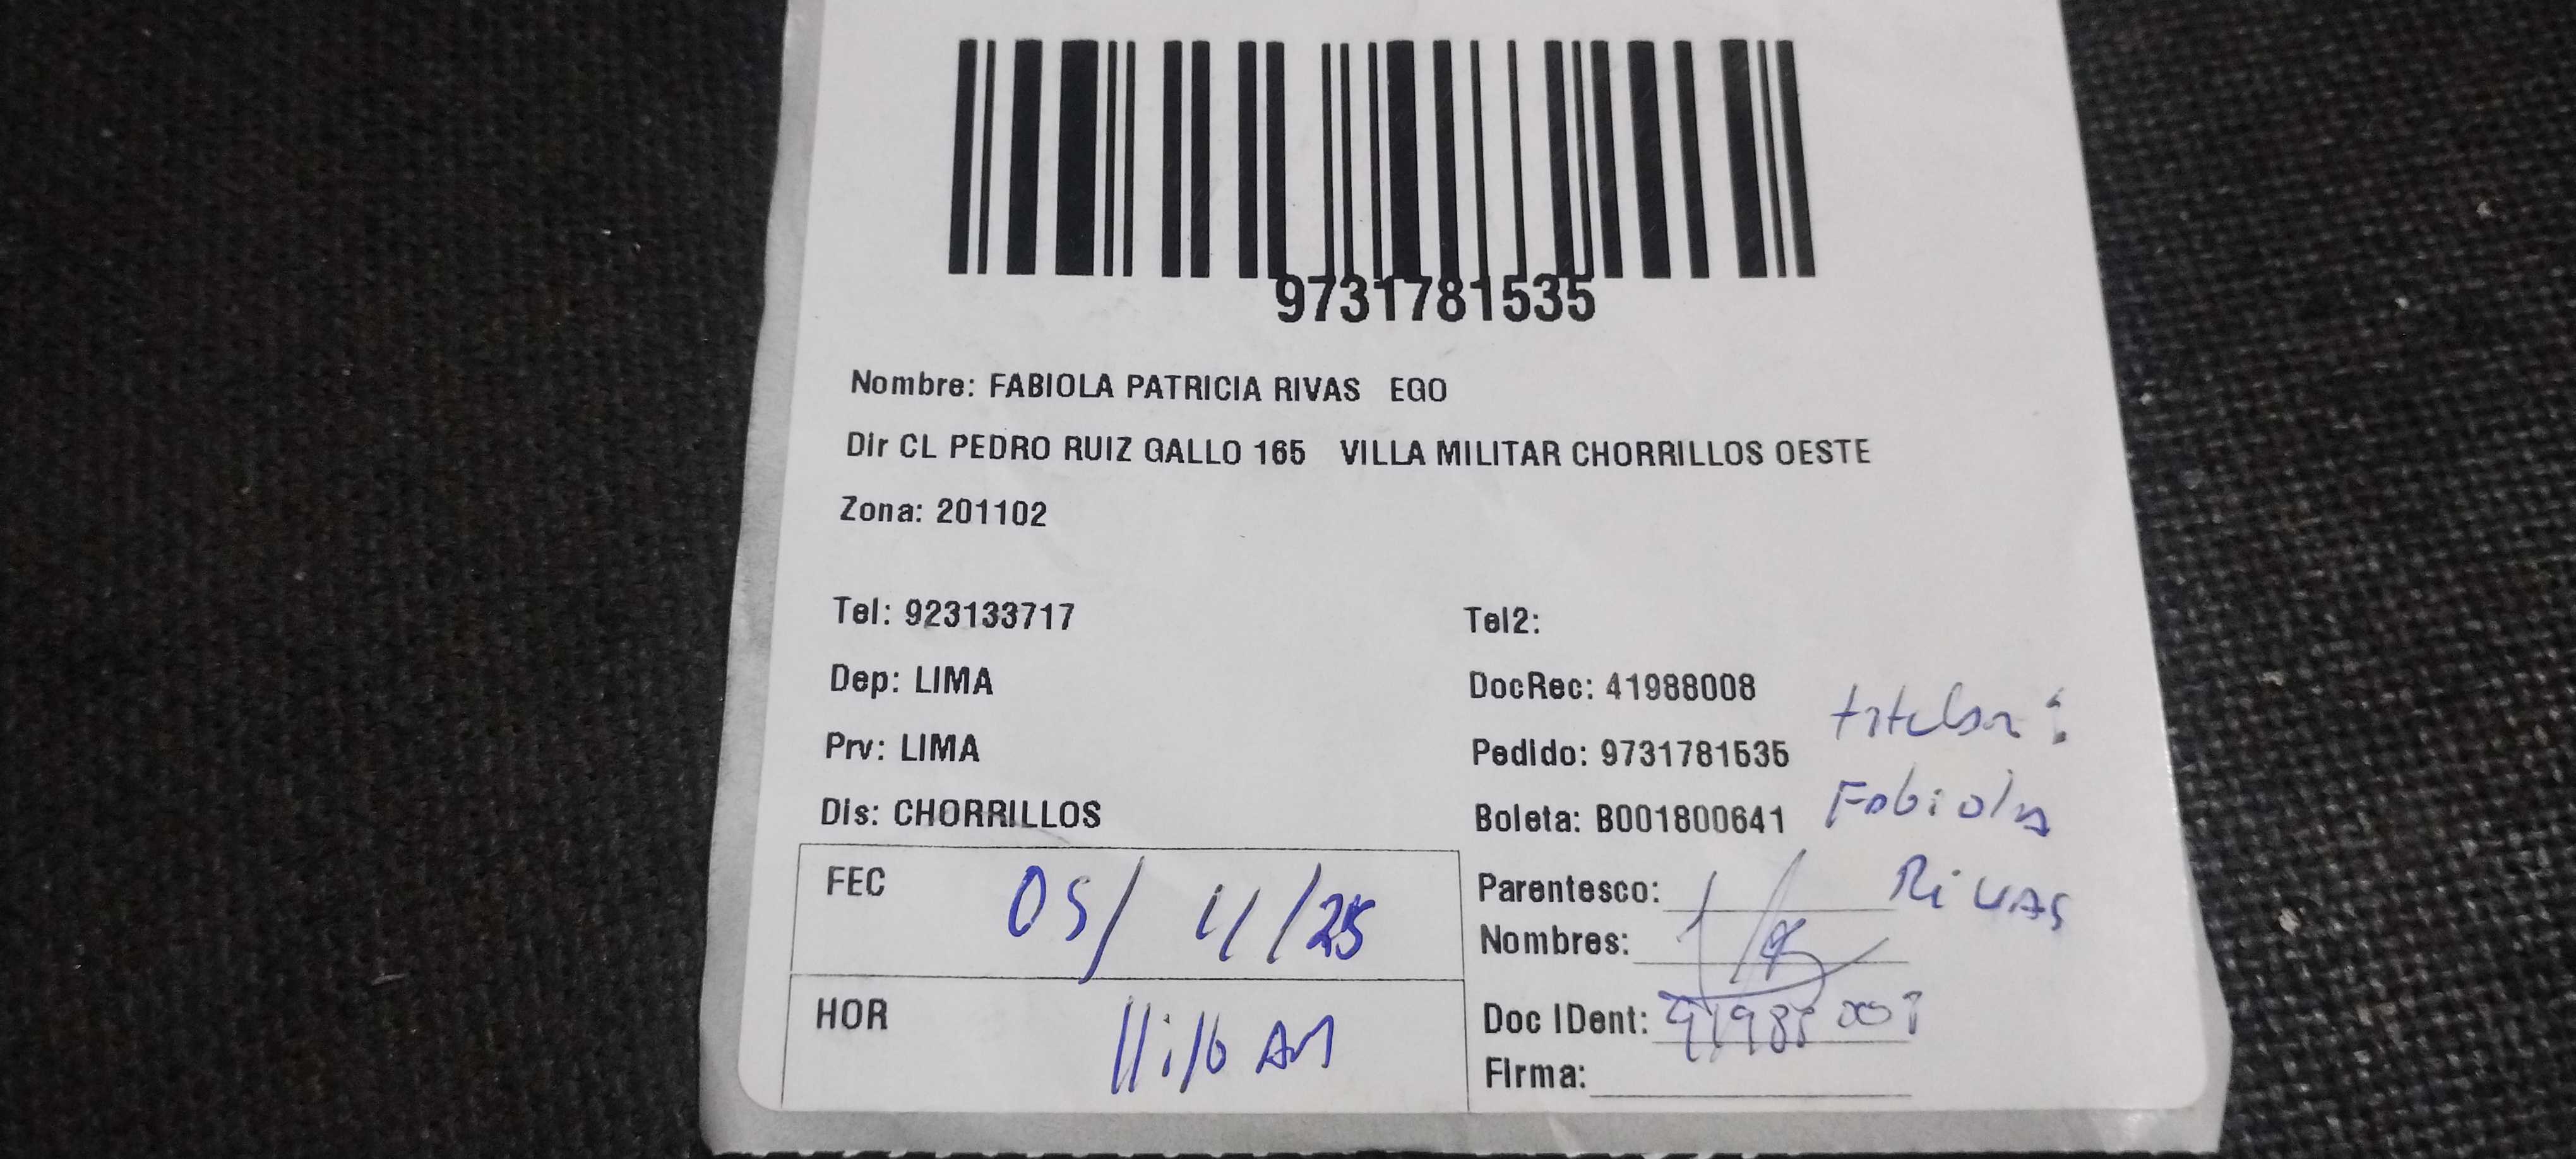 9731781535
Nombre: FABIOLA PATRICIA RIVAS EGO
Dir CL PEDRO RUIZ GALLO 165 VILLA MILITAR CHORRILLOS OESTE
Zona: 201102
Tel: 923133717 Tel2:
Dep: LIMA DocRec: 41988008
titular:
Prv: LIMA Pedido: 9731781535
Fabiola
Dis: CHORRILLOS Boleta: B001800641
FEC 05/11/25 Parentesco: Rivas
Nombres:
HOR 11:16 AM Doc IDent: 41988008
Firma: